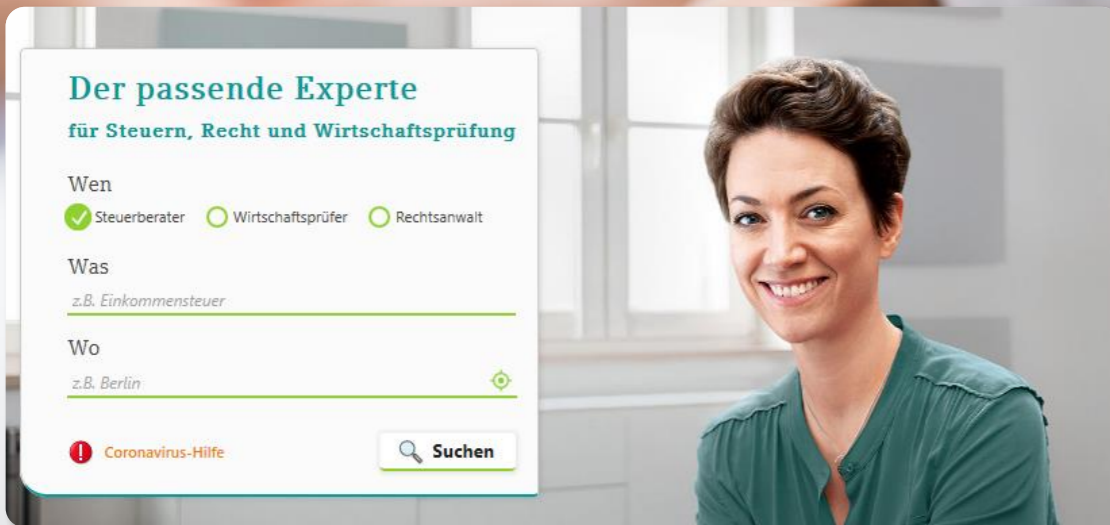 Der passende Experte
für Steuern, Recht und Wirtschaftsprüfung
Wen
Steuerberater Wirtschaftsprüfer Rechtsanwalt
Was
z.B. Einkommensteuer
Wo
z.B. Berlin
Coronavirus-Hilfe Suchen